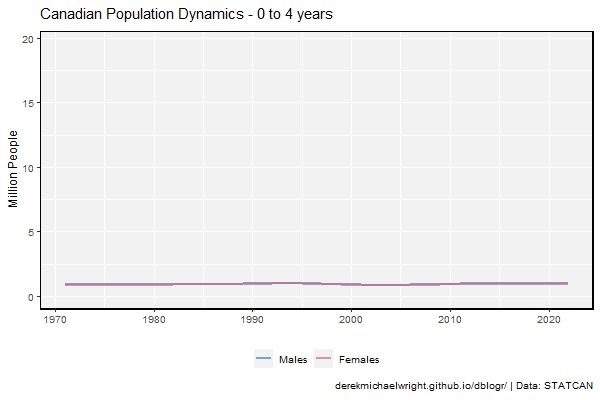 Canadian Population Dynamics - 0 to 4 years
20
15
10
5
0
Million People
1970 1980 1990 2000 2010 2020
Males Females
derekmichaelwright.github.io/dblogr/ | Data: STATCAN